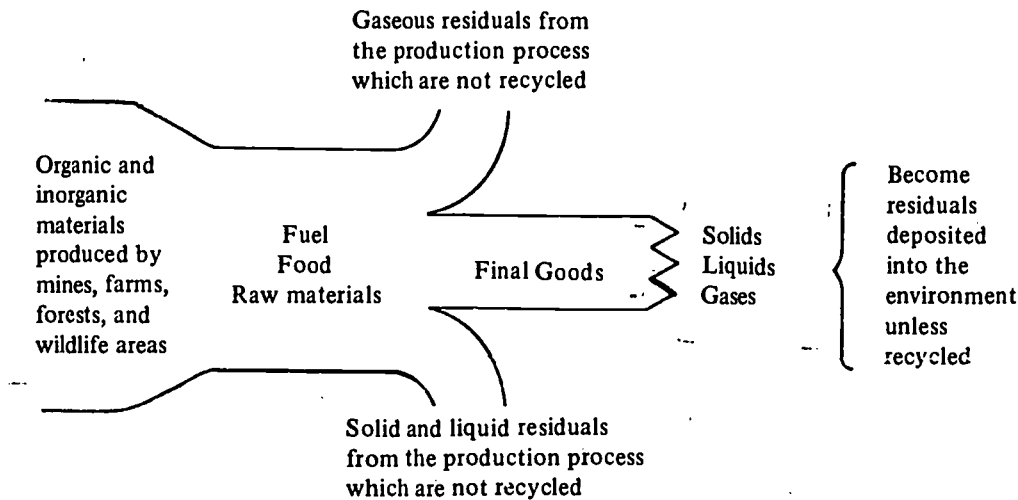 Gaseous residuals from
the production process
which are not recycled
Organic and
inorganic
materials
produced by
mines, farms,
forests, and
wildlife areas
Fuel
Food
Raw materials
Final Goods
Solids
Liquids
Gases
Become
residuals
deposited
into the
environment
unless
recycled
Solid and liquid residuals
from the production process
which are not recycled